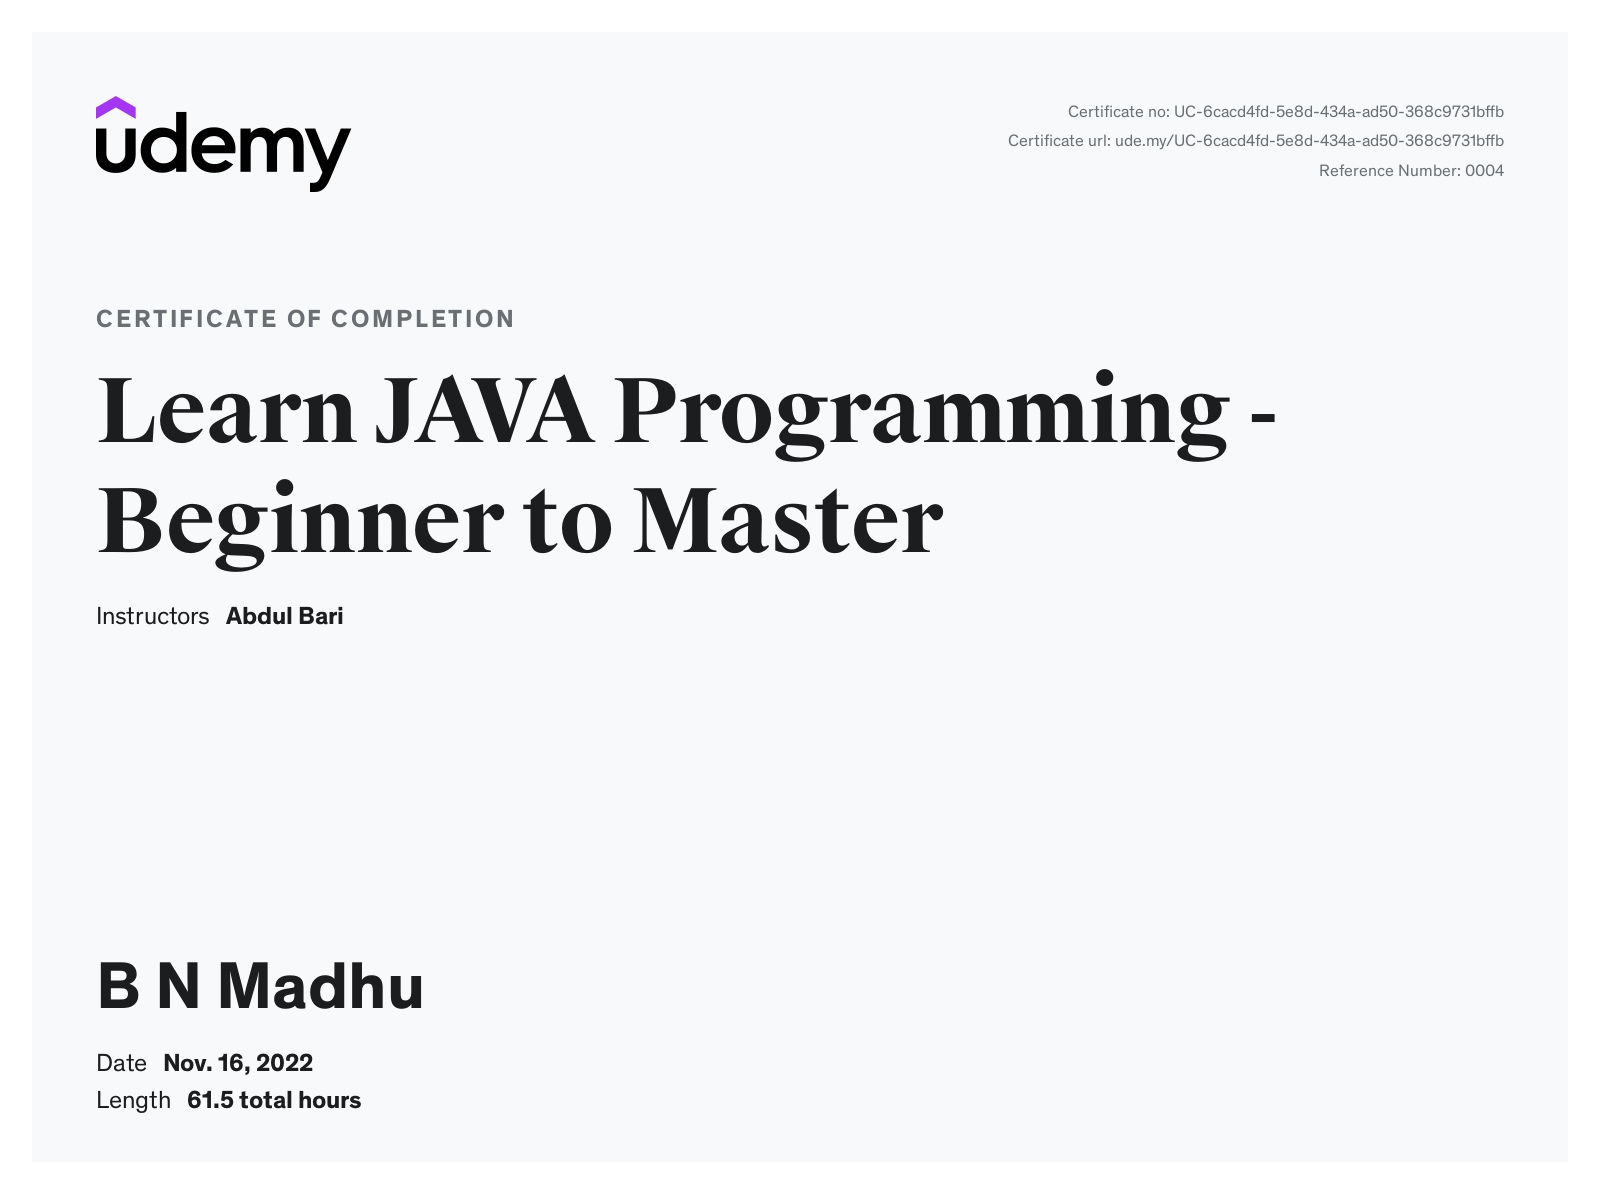 udemy
Certificate no: UC-6cacd4fd-5e8d-434a-ad50-368c9731bffb
Certificate url: ude.my/UC-6cacd4fd-5e8d-434a-ad50-368c9731bffb
Reference Number: 0004
CERTIFICATE OF COMPLETION
Learn JAVA Programming -
Beginner to Master
Instructors Abdul Bari
B N Madhu
Date Nov. 16, 2022
Length 61.5 total hours